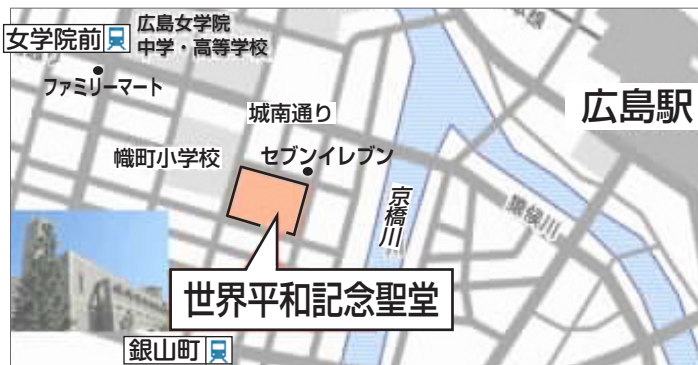 女学院前
広島女学院
中学・高等学校
ファミリーマート
広島駅
城南通り
幟町小学校
セブンイレブン
京橋川
猿猴川
世界平和記念聖堂
銀山町